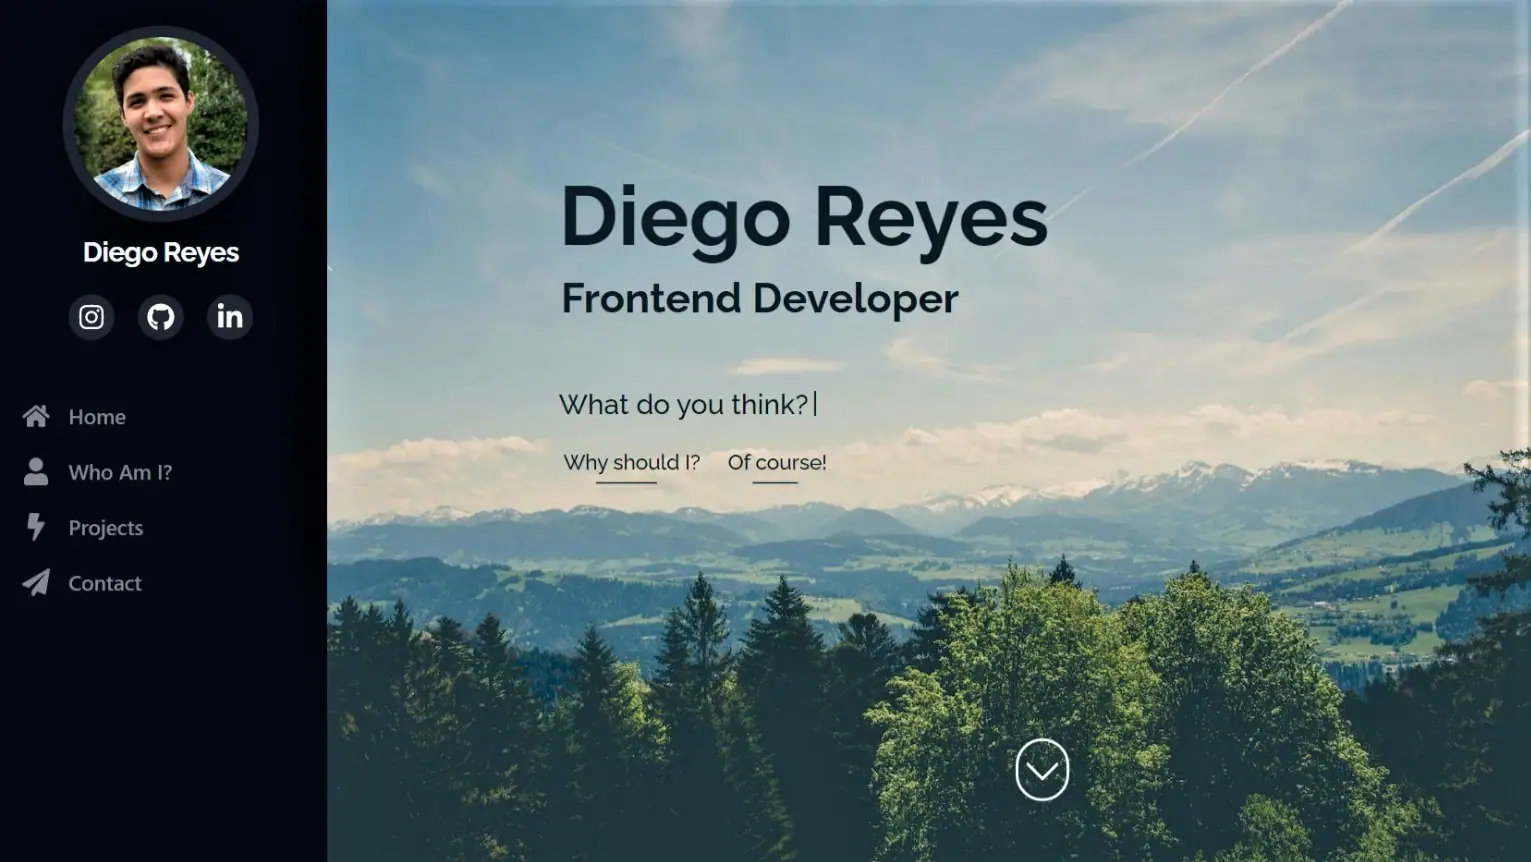 Diego Reyes
Home
Who Am I?
Projects
Contact
Diego Reyes
Frontend Developer
What do you think?|
Why should I? Of course!